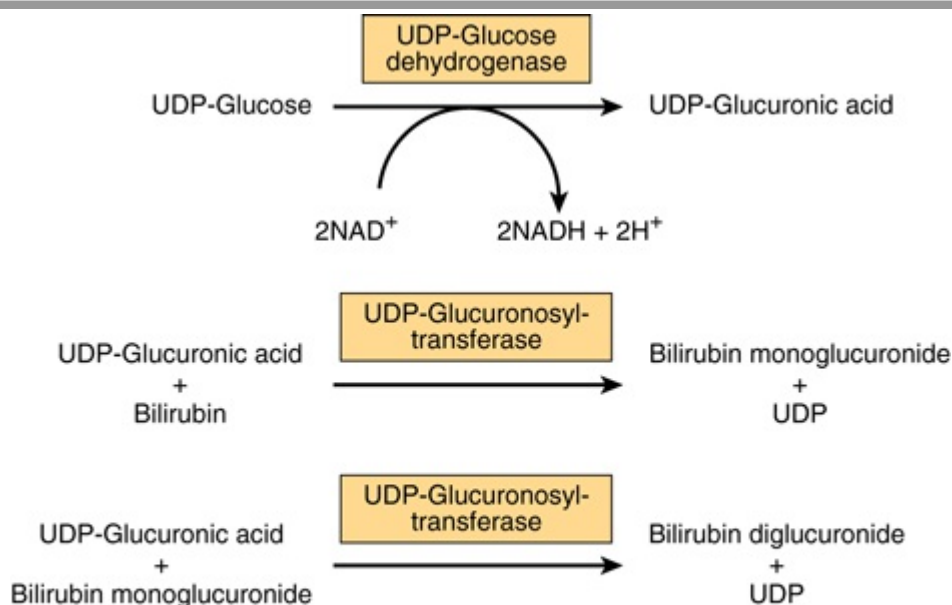 UDP-Glucose
dehydrogenase
UDP-Glucose
UDP-Glucuronic acid
2NAD⁺
2NADH + 2H⁺
UDP-Glucuronosyl-
transferase
UDP-Glucuronic acid
+
Bilirubin
Bilirubin monoglucuronide
+
UDP
UDP-Glucuronosyl-
transferase
UDP-Glucuronic acid
+
Bilirubin monoglucuronide
Bilirubin diglucuronide
+
UDP